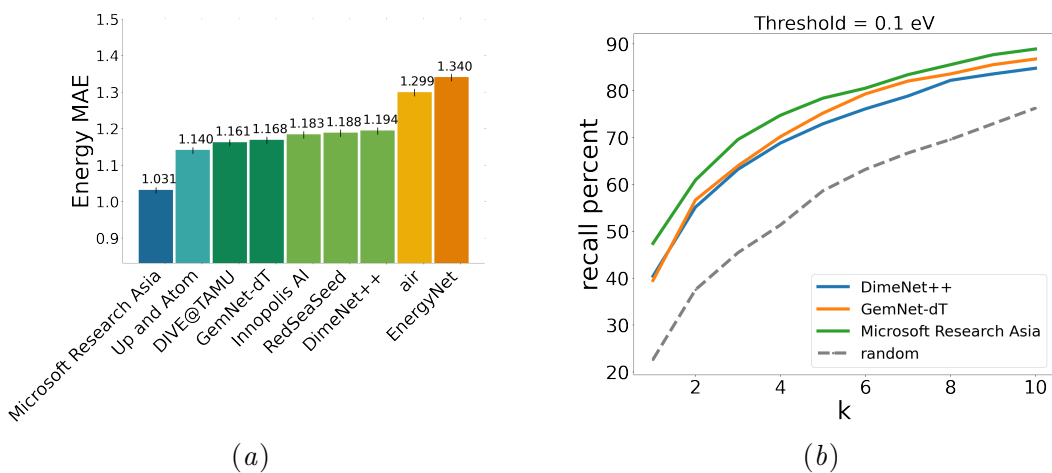 1.5
1.4
1.3
1.2
1.1
1.0
0.9
Energy MAE
1.031
1.140
1.161
1.168
1.183
1.188
1.194
1.299
1.340
Microsoft Research Asia
Up and Atom
DIVE@TAMU
GemNet-dT
Innopolis AI
RedSeaSeed
DimeNet++
air
EnergyNet
(a)
Threshold = 0.1 eV
90
80
70
60
50
40
30
20
recall percent
DimeNet++
GemNet-dT
Microsoft Research Asia
random
2 4 6 8 10
k
(b)